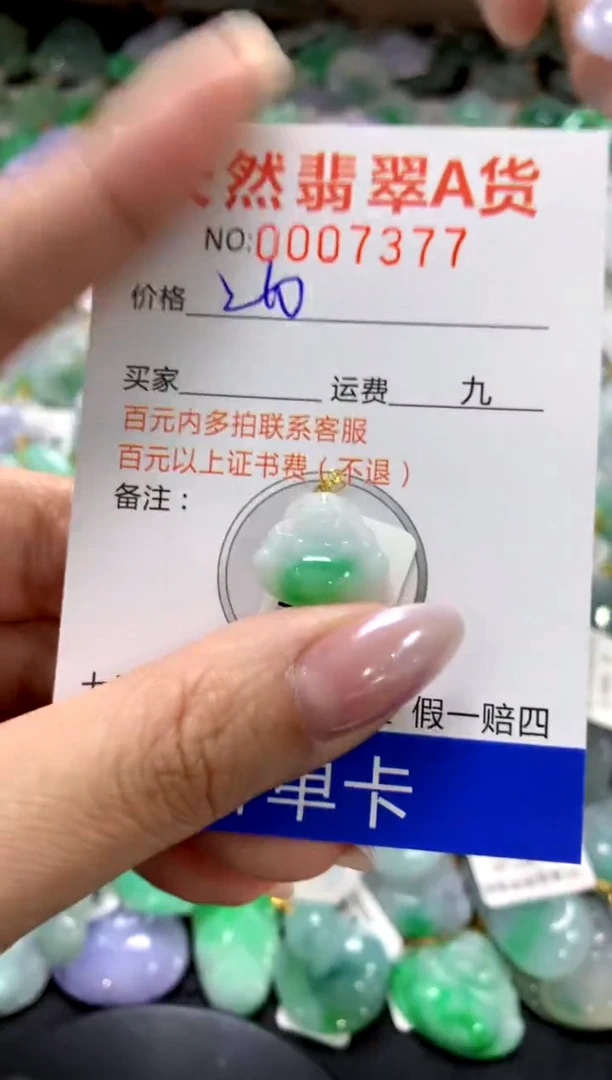 然翡翠A货
NO:0007377
价格
买家 运费 九
百元内多拍联系客服
百元以上证书费（不退）
备注：
假一赔四
单卡